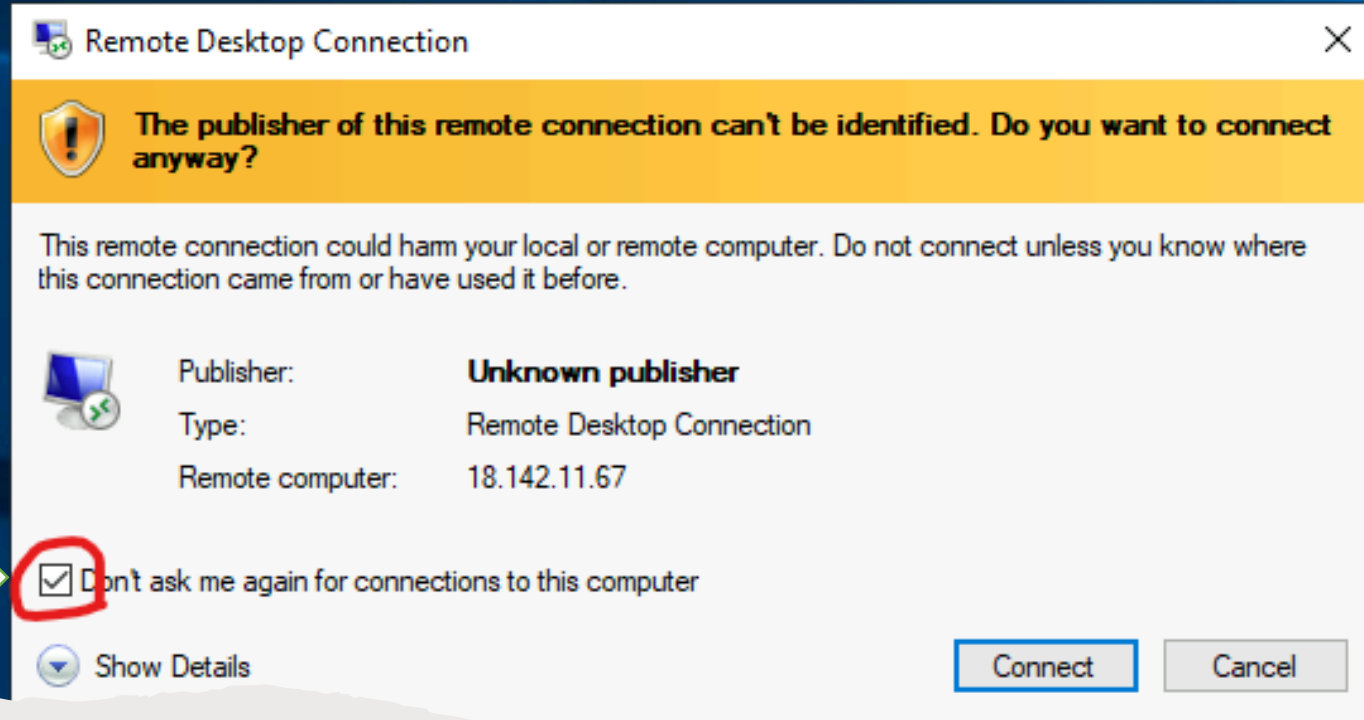 Remote Desktop Connection
The publisher of this remote connection can't be identified. Do you want to connect
anyway?
This remote connection could harm your local or remote computer. Do not connect unless you know where
this connection came from or have used it before.
Publisher: Unknown publisher
Type: Remote Desktop Connection
Remote computer: 18.142.11.67
Don't ask me again for connections to this computer
Show Details Connect Cancel